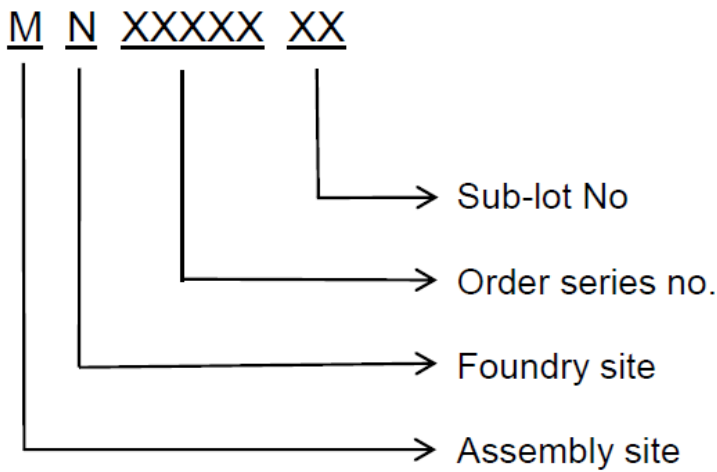 M N XXXXX XX
Sub-lot No
Order series no.
Foundry site
Assembly site